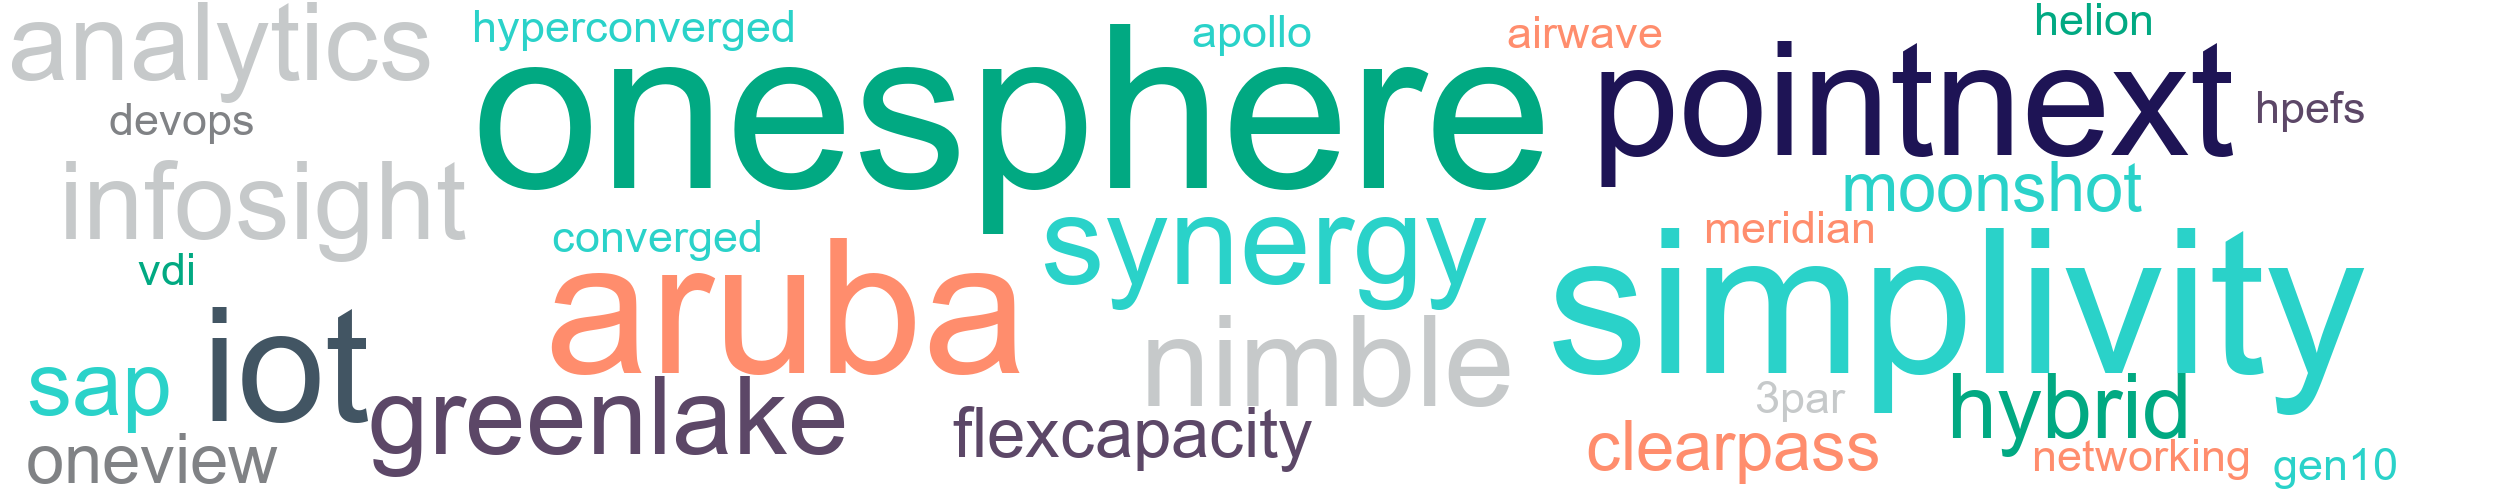 analytics
hyperconverged
apollo
airwave
helion
onesphere
pointnext
hpefs
devops
infosight
moonshot
converged
synergy
meridian
vdi
aruba
simplivity
iot
nimble
sap
greenlake
3par
hybrid
flexcapacity
clearpass
oneview
networking
gen10